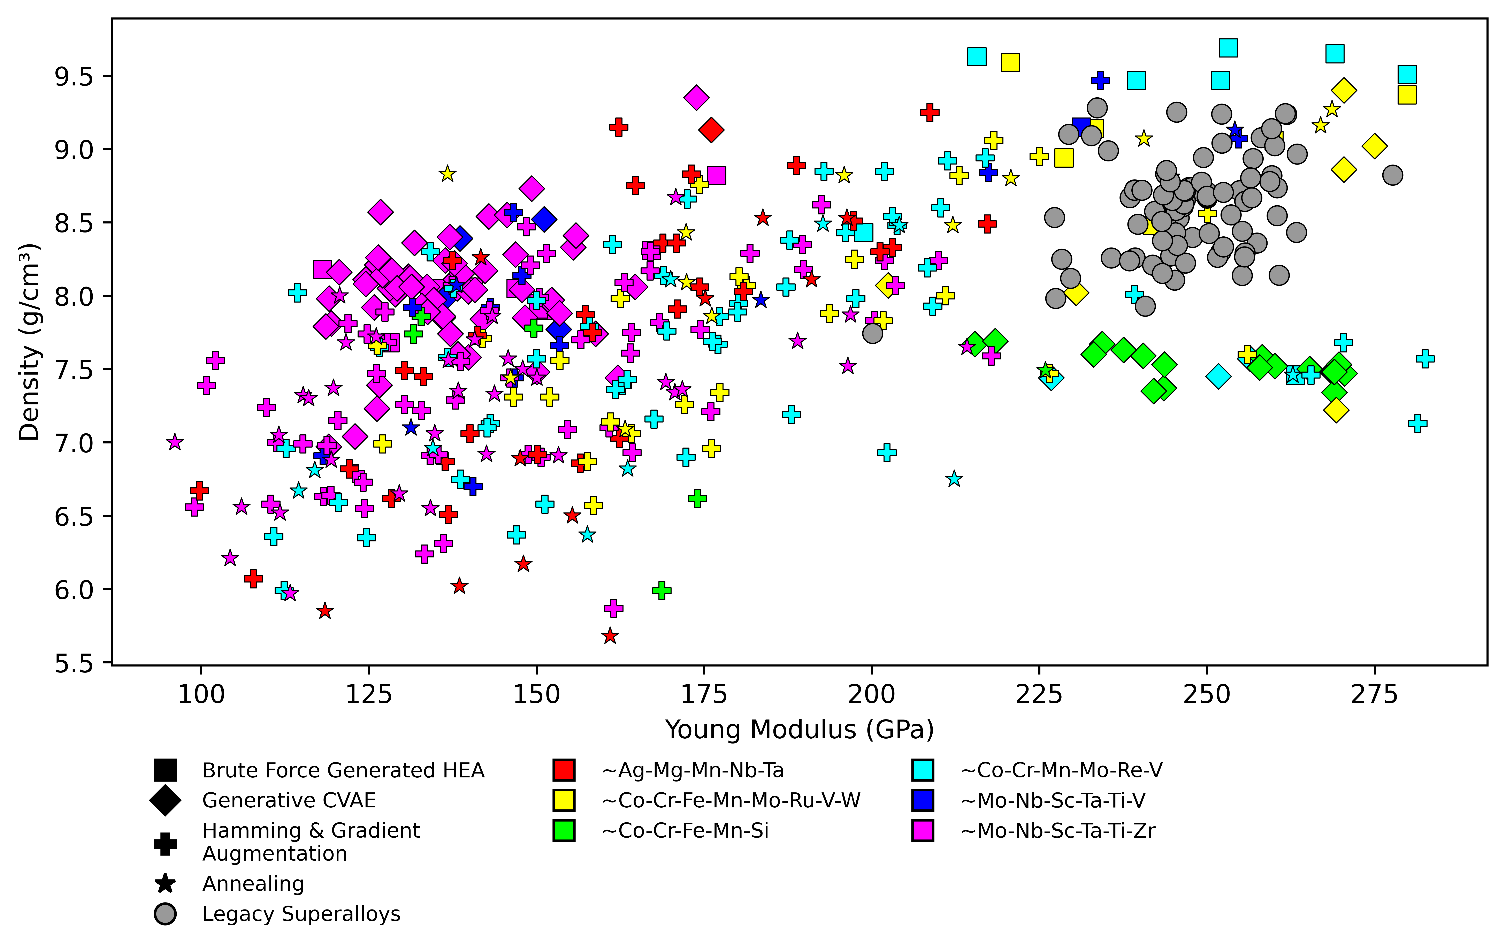 9.5
9.0
8.5
8.0
7.5
7.0
6.5
6.0
5.5
Density (g/cm³)
100 125 150 175 200 225 250 275
Young Modulus (GPa)
Brute Force Generated HEA
Generative CVAE
Hamming & Gradient
Augmentation
Annealing
Legacy Superalloys
~Ag-Mg-Mn-Nb-Ta
~Co-Cr-Fe-Mn-Mo-Ru-V-W
~Co-Cr-Fe-Mn-Si
~Co-Cr-Mn-Mo-Re-V
~Mo-Nb-Sc-Ta-Ti-V
~Mo-Nb-Sc-Ta-Ti-Zr